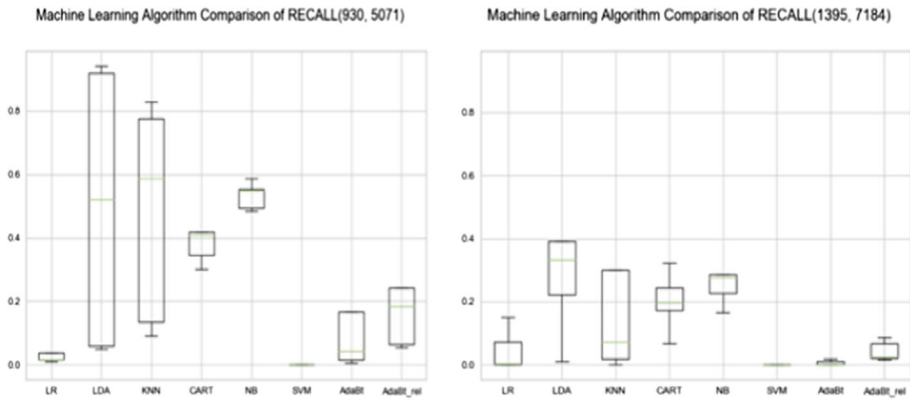 Machine Learning Algorithm Comparison of RECALL(930, 5071)
0.8
0.6
0.4
0.2
0.0
LR LDA KNN CART NB SVM AdaBt AdaBt_rel
Machine Learning Algorithm Comparison of RECALL(1395, 7184)
0.8
0.6
0.4
0.2
0.0
LR LDA KNN CART NB SVM AdaBt AdaBt_rel